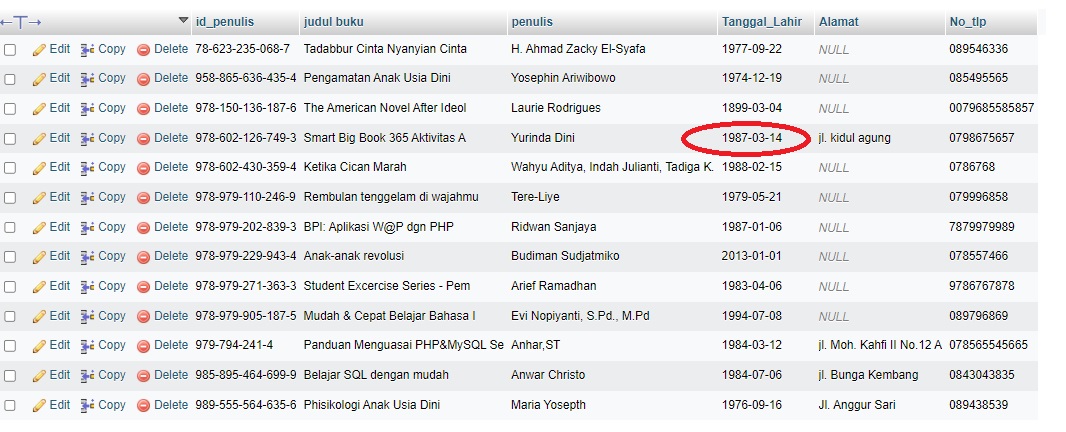 id_penulis judul buku penulis Tanggal_Lahir Alamat No_tlp
Edit Copy Delete 78-623-235-068-7 Tadabbur Cinta Nyanyian Cinta H. Ahmad Zacky El-Syafa 1977-09-22 NULL 089546336
Edit Copy Delete 958-865-636-435-4 Pengamatan Anak Usia Dini Yosephin Ariwibowo 1974-12-19 NULL 085495565
Edit Copy Delete 978-150-136-187-6 The American Novel After Ideol Laurie Rodrigues 1899-03-04 NULL 0079685585857
Edit Copy Delete 978-602-126-749-3 Smart Big Book 365 Aktivitas A Yurinda Dini 1987-03-14 jl. kidul agung 0798675657
Edit Copy Delete 978-602-430-359-4 Ketika Cican Marah Wahyu Aditya, Indah Julianti, Tadiga K. 1988-02-15 NULL 0786768
Edit Copy Delete 978-979-110-246-9 Rembulan tenggelam di wajahmu Tere-Liye 1979-05-21 NULL 079996858
Edit Copy Delete 978-979-202-839-3 BPI: Aplikasi W@P dgn PHP Ridwan Sanjaya 1987-01-06 NULL 7879979989
Edit Copy Delete 978-979-229-943-4 Anak-anak revolusi Budiman Sudjatmiko 2013-01-01 NULL 078557466
Edit Copy Delete 978-979-271-363-3 Student Excercise Series - Pem Arief Ramadhan 1983-04-06 NULL 9786767878
Edit Copy Delete 978-979-905-187-5 Mudah & Cepat Belajar Bahasa I Evi Nopiyanti, S.Pd., M.Pd 1994-07-08 NULL 089796869
Edit Copy Delete 979-794-241-4 Panduan Menguasai PHP&MySQL Se Anhar,ST 1984-03-12 jl. Moh. Kahfi II No.12 A 078565545665
Edit Copy Delete 985-895-464-699-9 Belajar SQL dengan mudah Anwar Christo 1984-07-06 jl. Bunga Kembang 0843043835
Edit Copy Delete 989-555-564-635-6 Phisikologi Anak Usia Dini Maria Yosepth 1976-09-16 Jl. Anggur Sari 089438539